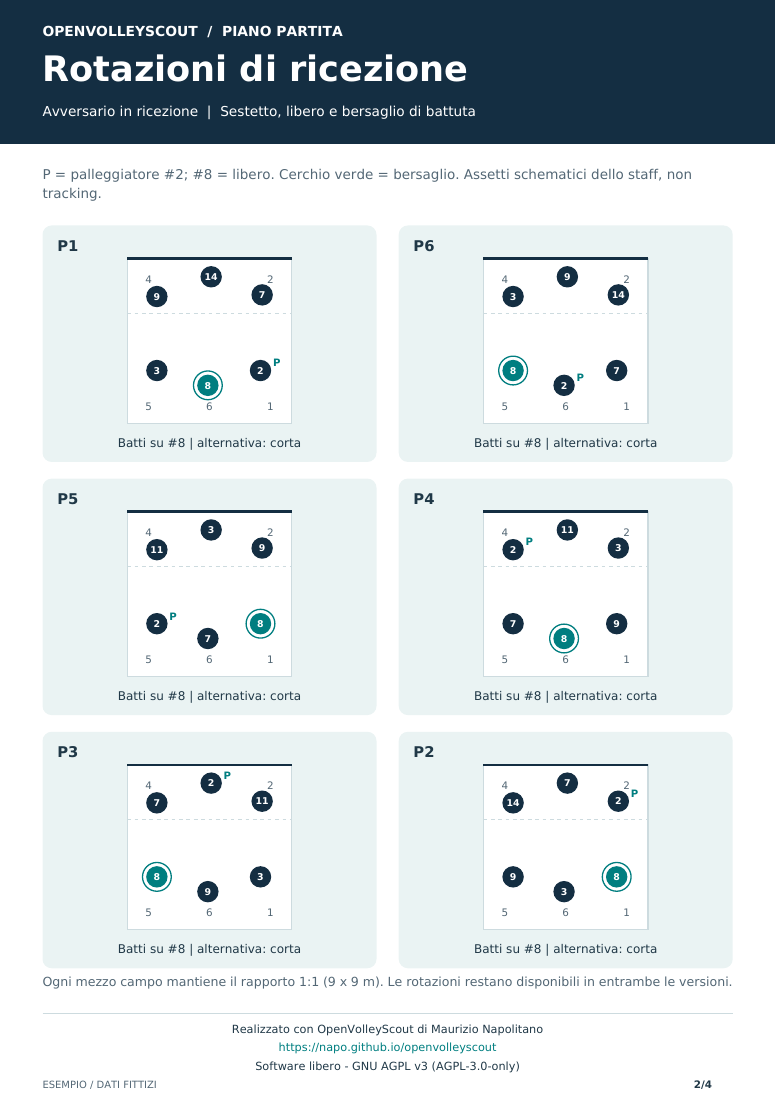 OPENVOLLEYSCOUT / PIANO PARTITA
Rotazioni di ricezione
Avversario in ricezione | Sestetto, libero e bersaglio di battuta
P = palleggiatore #2; #8 = libero. Cerchio verde = bersaglio. Assetti schematici dello staff, non
tracking.
P1
4 14 2
9 7
3 8 2 P
5 6 1
Batti su #8 | alternativa: corta
P6
4 9 2
3 14
8 2 P 7
5 6 1
Batti su #8 | alternativa: corta
P5
4 3 2
11 9
2 P 7 8
5 6 1
Batti su #8 | alternativa: corta
P4
4 11 2
2 P 3
7 8 9
5 6 1
Batti su #8 | alternativa: corta
P3
4 2 P 2
7 11
8 9 3
5 6 1
Batti su #8 | alternativa: corta
P2
4 7 2
14 2 P
9 3 8
5 6 1
Batti su #8 | alternativa: corta
Ogni mezzo campo mantiene il rapporto 1:1 (9 x 9 m). Le rotazioni restano disponibili in entrambe le versioni.
Realizzato con OpenVolleyScout di Maurizio Napolitano
https://napo.github.io/openvolleyscout
Software libero - GNU AGPL v3 (AGPL-3.0-only)
ESEMPIO / DATI FITTIZI 2/4